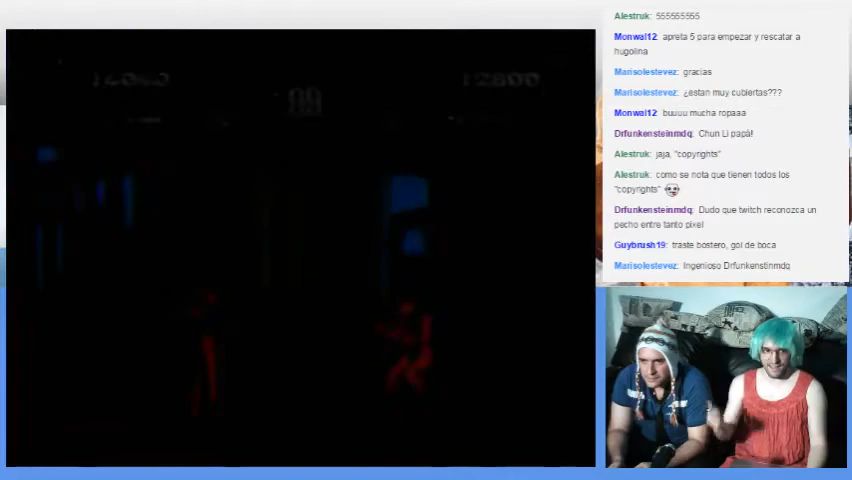 12800
99
Alestruk: 555555555
Monwal12: apreta 5 para empezar y rescatar a
hugolina
Marisolestevez: gracias
Marisolestevez: ¿estan muy cubiertas???
Monwal12: buuuu mucha ropaaa
Drfunkensteinmdq: Chun Li papá!
Alestruk: jaja, "copyrights"
Alestruk: como se nota que tienen todos los
"copyrights"
Drfunkensteinmdq: Dudo que twitch reconozca un
pecho entre tanto pixel
Guybrush19: traste bostero, gol de boca
Marisolestevez: Ingenioso Drfunkenstinmdq